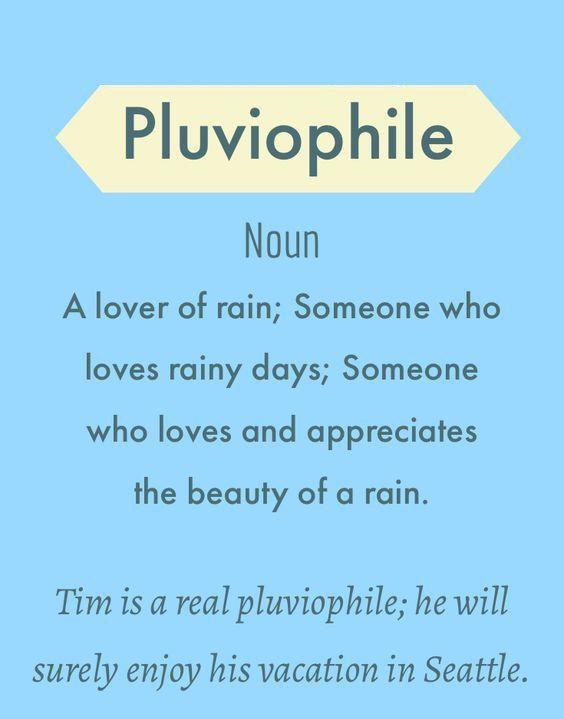 Pluviophile
Noun
A lover of rain; Someone who
loves rainy days; Someone
who loves and appreciates
the beauty of a rain.
Tim is a real pluviophile; he will
surely enjoy his vacation in Seattle.